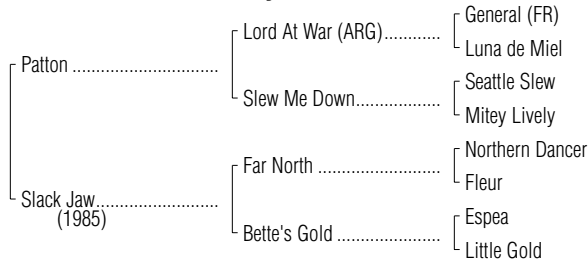 General (FR)
Lord At War (ARG)............
Luna de Miel
Patton ...............................
Seattle Slew
Slew Me Down....................
Mitey Lively
Northern Dancer
Far North ............................
Fleur
Slack Jaw..........................
(1985)
Espea
Bette's Gold ......................
Little Gold